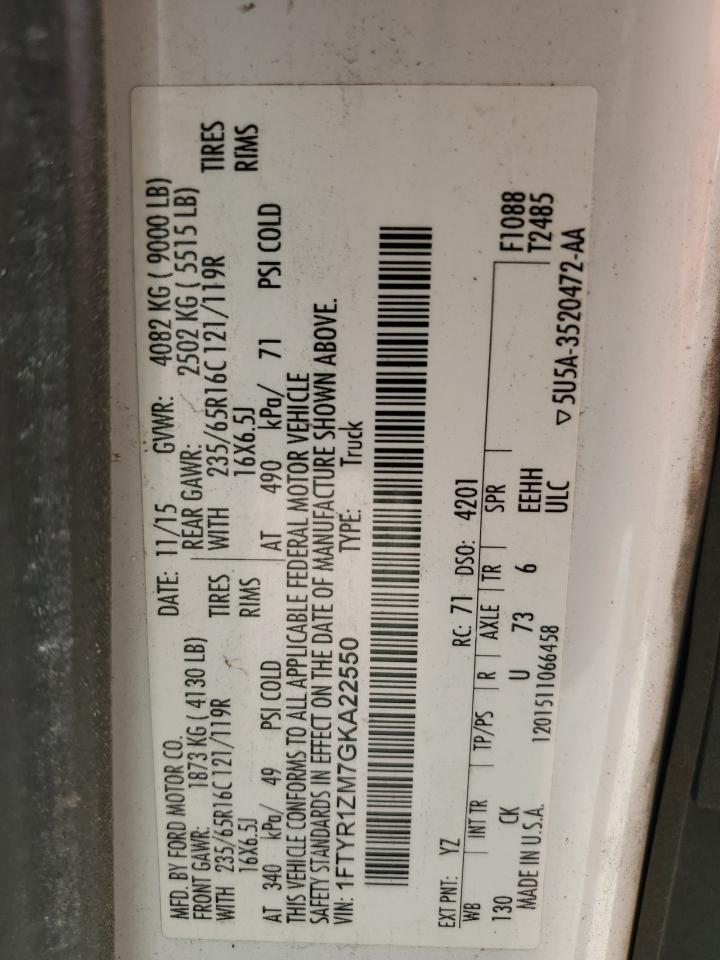 MFD. BY FORD MOTOR CO. DATE: 11/15 GVWR: 4082 KG ( 9000 LB)
FRONT GAWR: 1873 KG ( 4130 LB) REAR GAWR: 2502 KG ( 5515 LB)
WITH 235/65R16C 121/119R TIRES WITH 235/65R16C 121/119R TIRES
16X6.5J RIMS 16X6.5J RIMS
AT 340 kPa/ 49 PSI COLD AT 490 kPa/ 71 PSI COLD
THIS VEHICLE CONFORMS TO ALL APPLICABLE FEDERAL MOTOR VEHICLE
SAFETY STANDARDS IN EFFECT ON THE DATE OF MANUFACTURE SHOWN ABOVE.
VIN: 1FTYR1ZM7GKA22550 TYPE: Truck
EXT PNT: YZ RC: 71 DSO: 4201
WB INT TR TP/PS R AXLE TR SPR F1088
130 CK U 73 6 EEHH T2485
ULC
MADE IN U.S.A. 1201511066458 ▽ 5U5A-3520472-AA